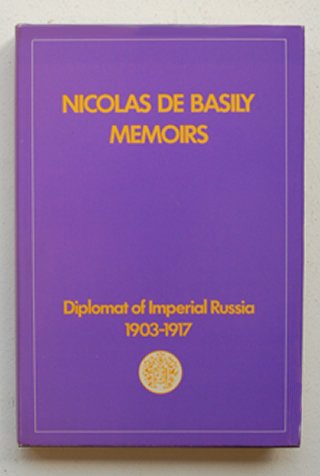 NICOLAS DE BASILY
MEMOIRS
Diplomat of Imperial Russia
1903-1917